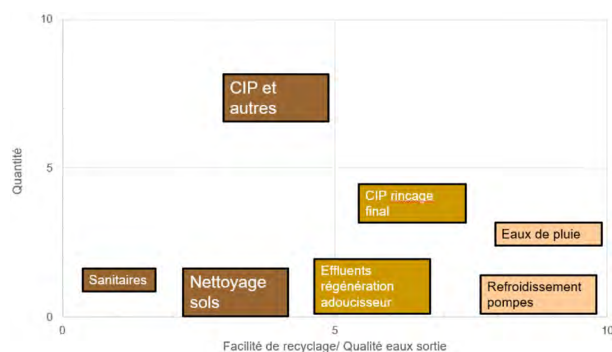 10
CIP et
autres
Quantité
5
CIP rincage
final
Eaux de pluie
Sanitaires
Nettoyage
sols
Effluents
régénération
adoucisseur
Refroidissement
pompes
0
0
5
10
Facilité de recyclage/ Qualité eaux sortie